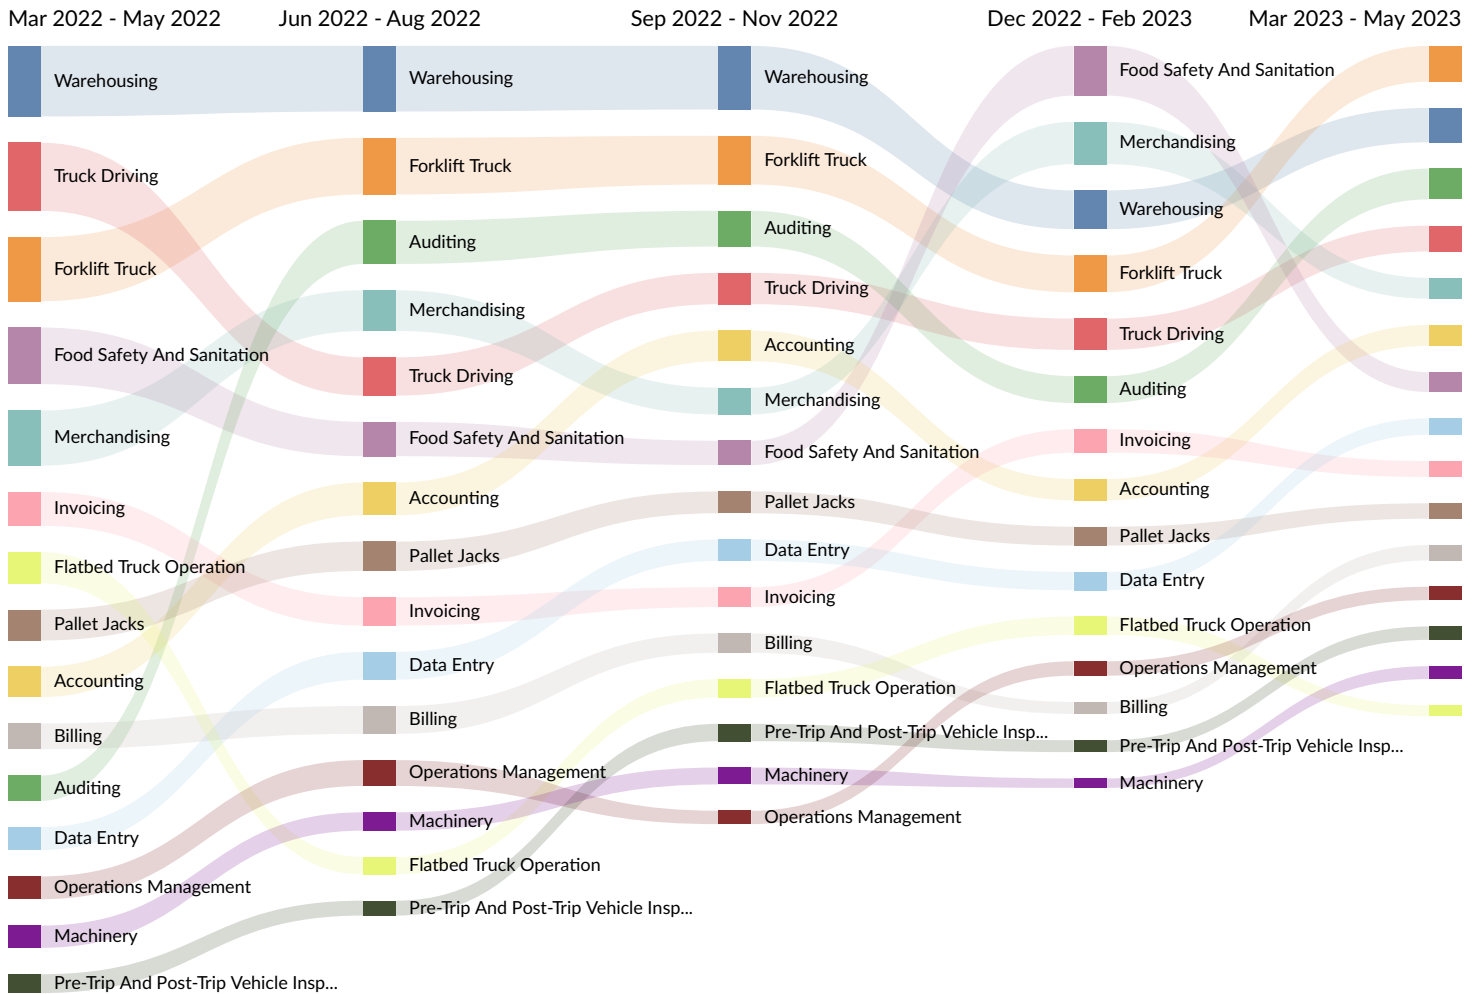 Mar 2022 - May 2022
Jun 2022 - Aug 2022
Sep 2022 - Nov 2022
Dec 2022 - Feb 2023
Mar 2023 - May 2023
Warehousing
Truck Driving
Forklift Truck
Food Safety And Sanitation
Merchandising
Invoicing
Flatbed Truck Operation
Pallet Jacks
Accounting
Billing
Auditing
Data Entry
Operations Management
Machinery
Pre-Trip And Post-Trip Vehicle Insp...
Warehousing
Forklift Truck
Auditing
Merchandising
Truck Driving
Food Safety And Sanitation
Accounting
Pallet Jacks
Invoicing
Data Entry
Billing
Operations Management
Machinery
Flatbed Truck Operation
Pre-Trip And Post-Trip Vehicle Insp...
Warehousing
Forklift Truck
Auditing
Truck Driving
Accounting
Merchandising
Food Safety And Sanitation
Pallet Jacks
Data Entry
Invoicing
Billing
Flatbed Truck Operation
Pre-Trip And Post-Trip Vehicle Insp...
Machinery
Operations Management
Food Safety And Sanitation
Merchandising
Warehousing
Forklift Truck
Truck Driving
Auditing
Invoicing
Accounting
Pallet Jacks
Data Entry
Flatbed Truck Operation
Operations Management
Billing
Pre-Trip And Post-Trip Vehicle Insp...
Machinery